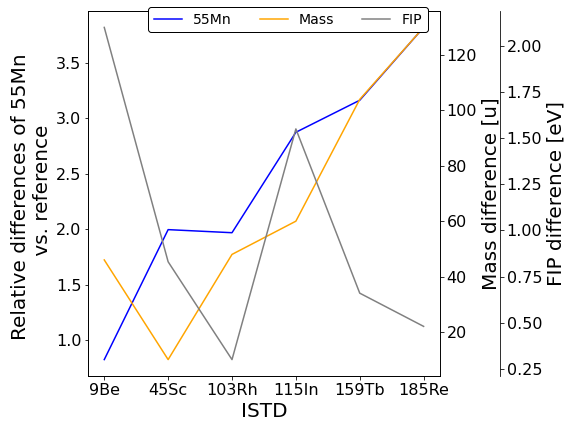 55Mn Mass FIP
3.5
3.0
2.5
2.0
1.5
1.0
Relative differences of 55Mn
vs. reference
120
100
80
60
40
20
Mass difference [u]
2.00
1.75
1.50
1.25
1.00
0.75
0.50
0.25
FIP difference [eV]
9Be 45Sc 103Rh 115In 159Tb 185Re
ISTD